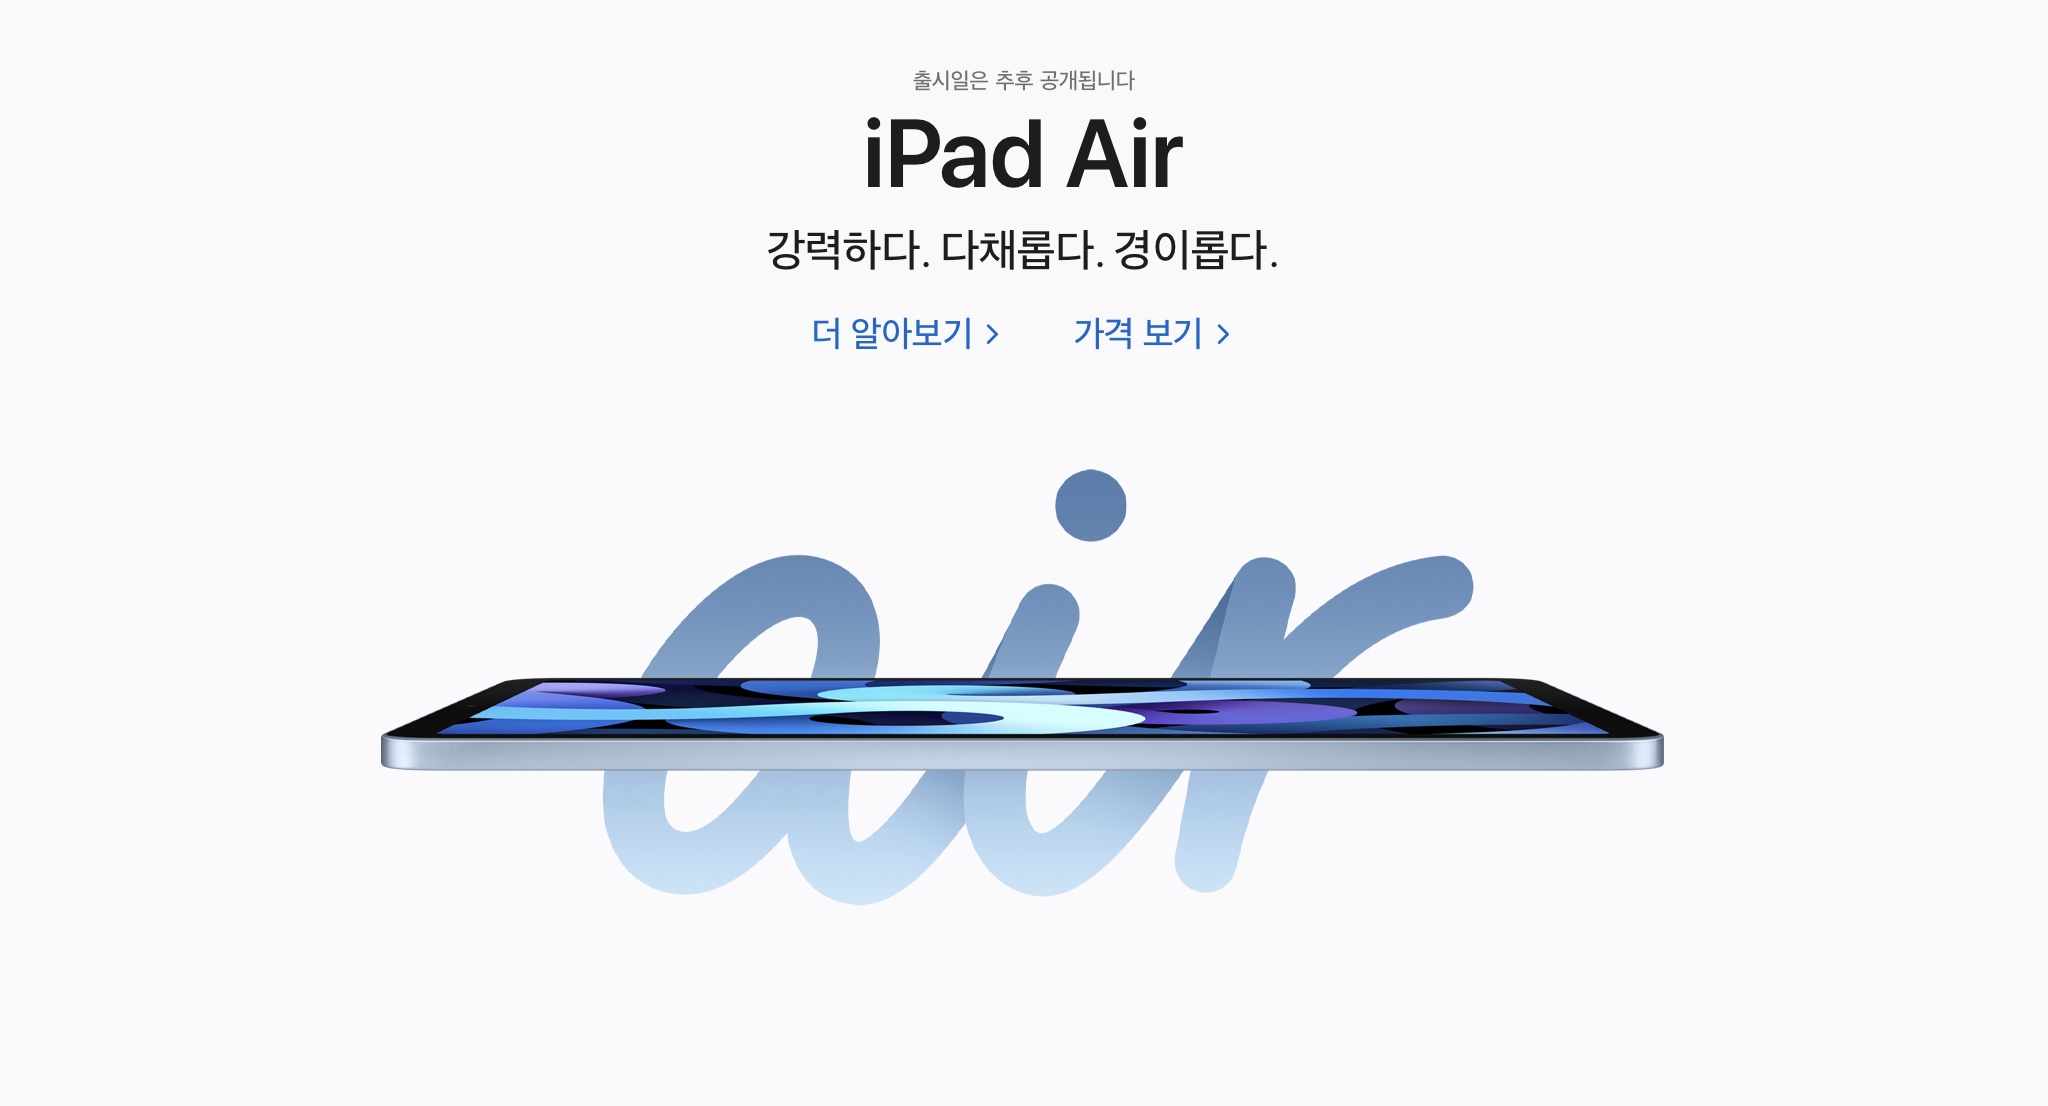 출시일은 추후 공개됩니다
iPad Air
강력하다. 다채롭다. 경이롭다.
더 알아보기 > 가격 보기 >
air